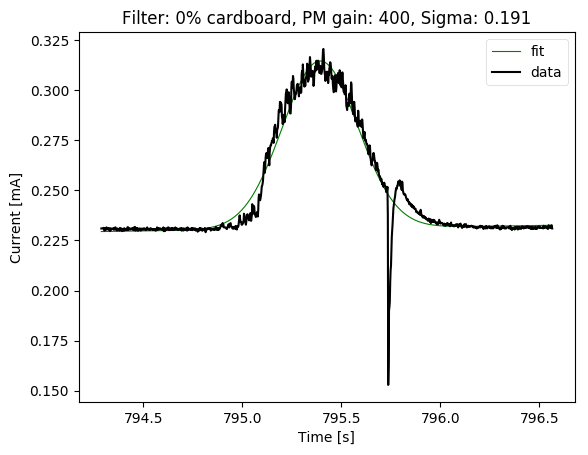 Filter: 0% cardboard, PM gain: 400, Sigma: 0.191
0.325
0.300
0.275
0.250
0.225
0.200
0.175
0.150
Current [mA]
fit
data
794.5
795.0
795.5
796.0
796.5
Time [s]